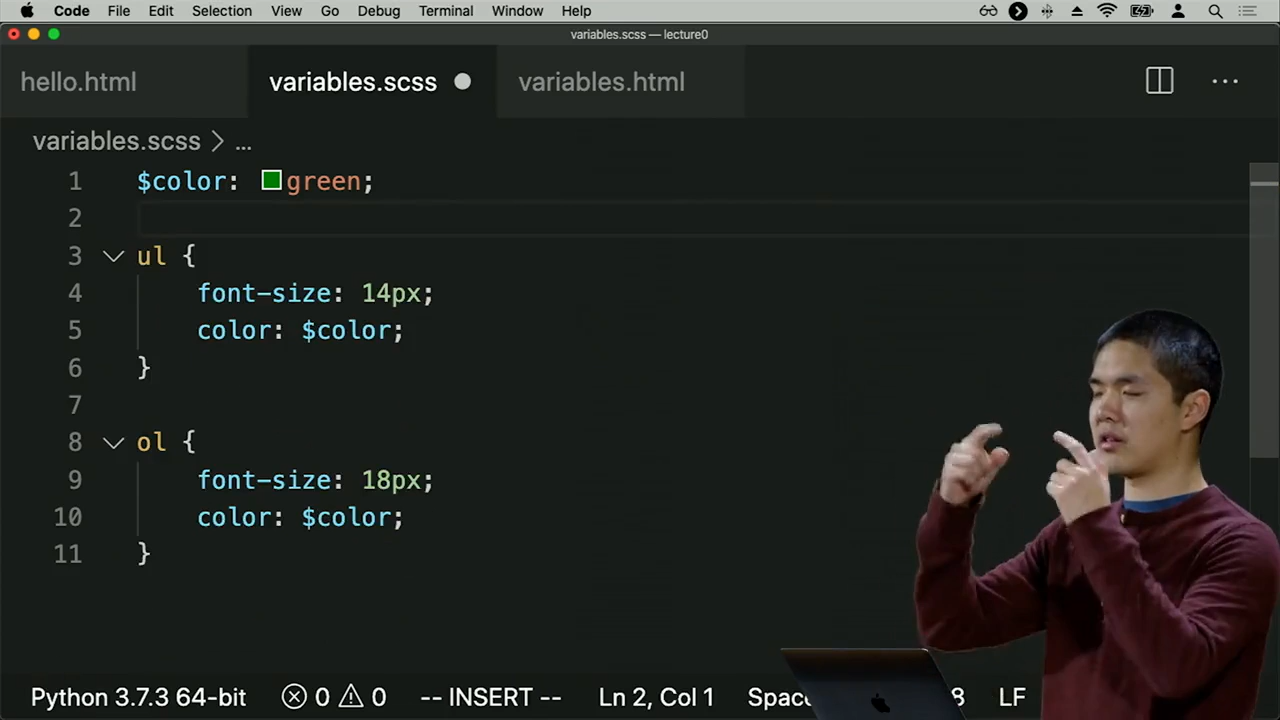 Code File Edit Selection View Go Debug Terminal Window Help
variables.scss — lecture0
hello.html variables.scss variables.html
variables.scss > ...
1 $color: green;
2
3 ul {
4 font-size: 14px;
5 color: $color;
6 }
7
8 ol {
9 font-size: 18px;
10 color: $color;
11 }
Python 3.7.3 64-bit 0 0 -- INSERT -- Ln 2, Col 1 LF